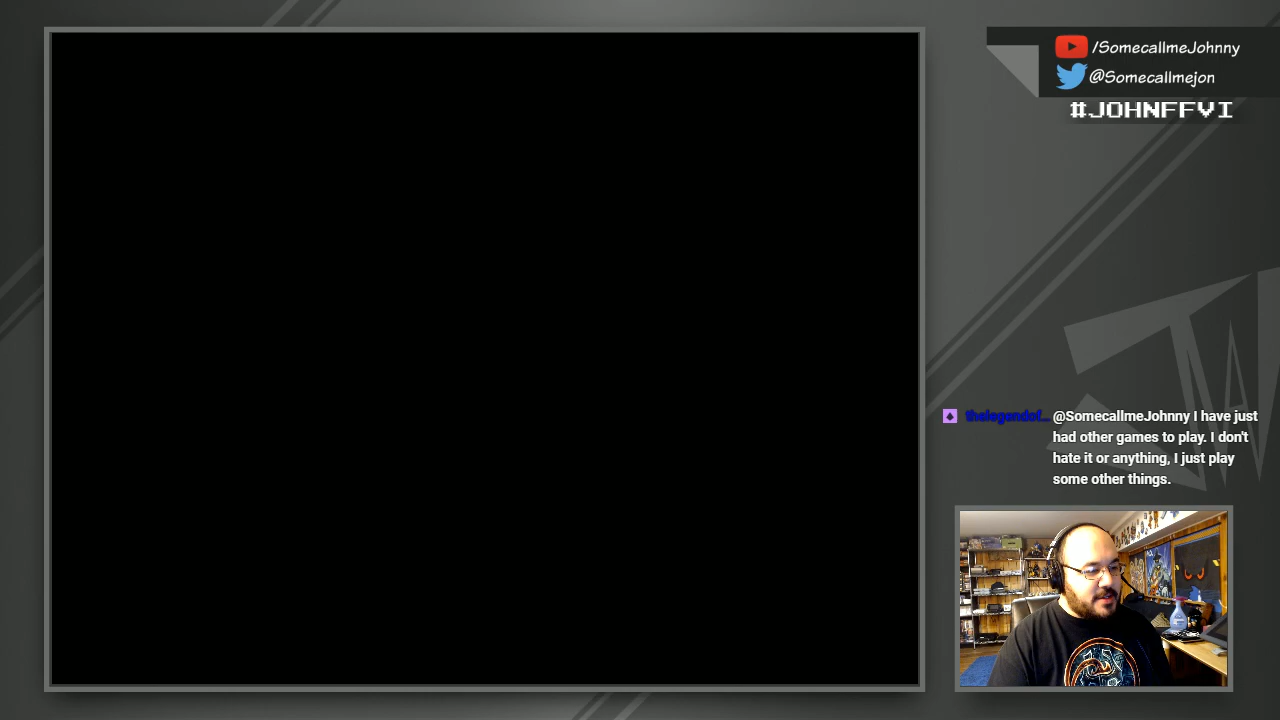 /SomecallmeJohnny
@Somecallmejon
#JOHNFFVI
thelegendof... @SomecallmeJohnny I have just
had other games to play. I don't
hate it or anything, I just play
some other things.